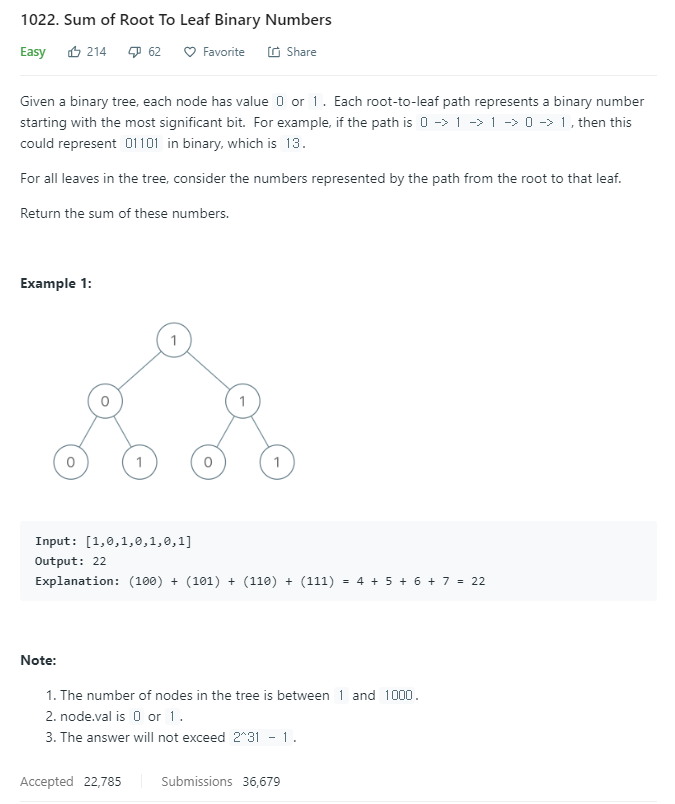 1022. Sum of Root To Leaf Binary Numbers
Easy 214 62 Favorite Share
Given a binary tree, each node has value 0 or 1. Each root-to-leaf path represents a binary number
starting with the most significant bit. For example, if the path is 0 -> 1 -> 1 -> 0 -> 1, then this
could represent 01101 in binary, which is 13.
For all leaves in the tree, consider the numbers represented by the path from the root to that leaf.
Return the sum of these numbers.
Example 1:
1
0 1
0 1 0 1
Input: [1,0,1,0,1,0,1]
Output: 22
Explanation: (100) + (101) + (110) + (111) = 4 + 5 + 6 + 7 = 22
Note:
1. The number of nodes in the tree is between 1 and 1000.
2. node.val is 0 or 1.
3. The answer will not exceed 2^31 - 1.
Accepted 22,785 Submissions 36,679